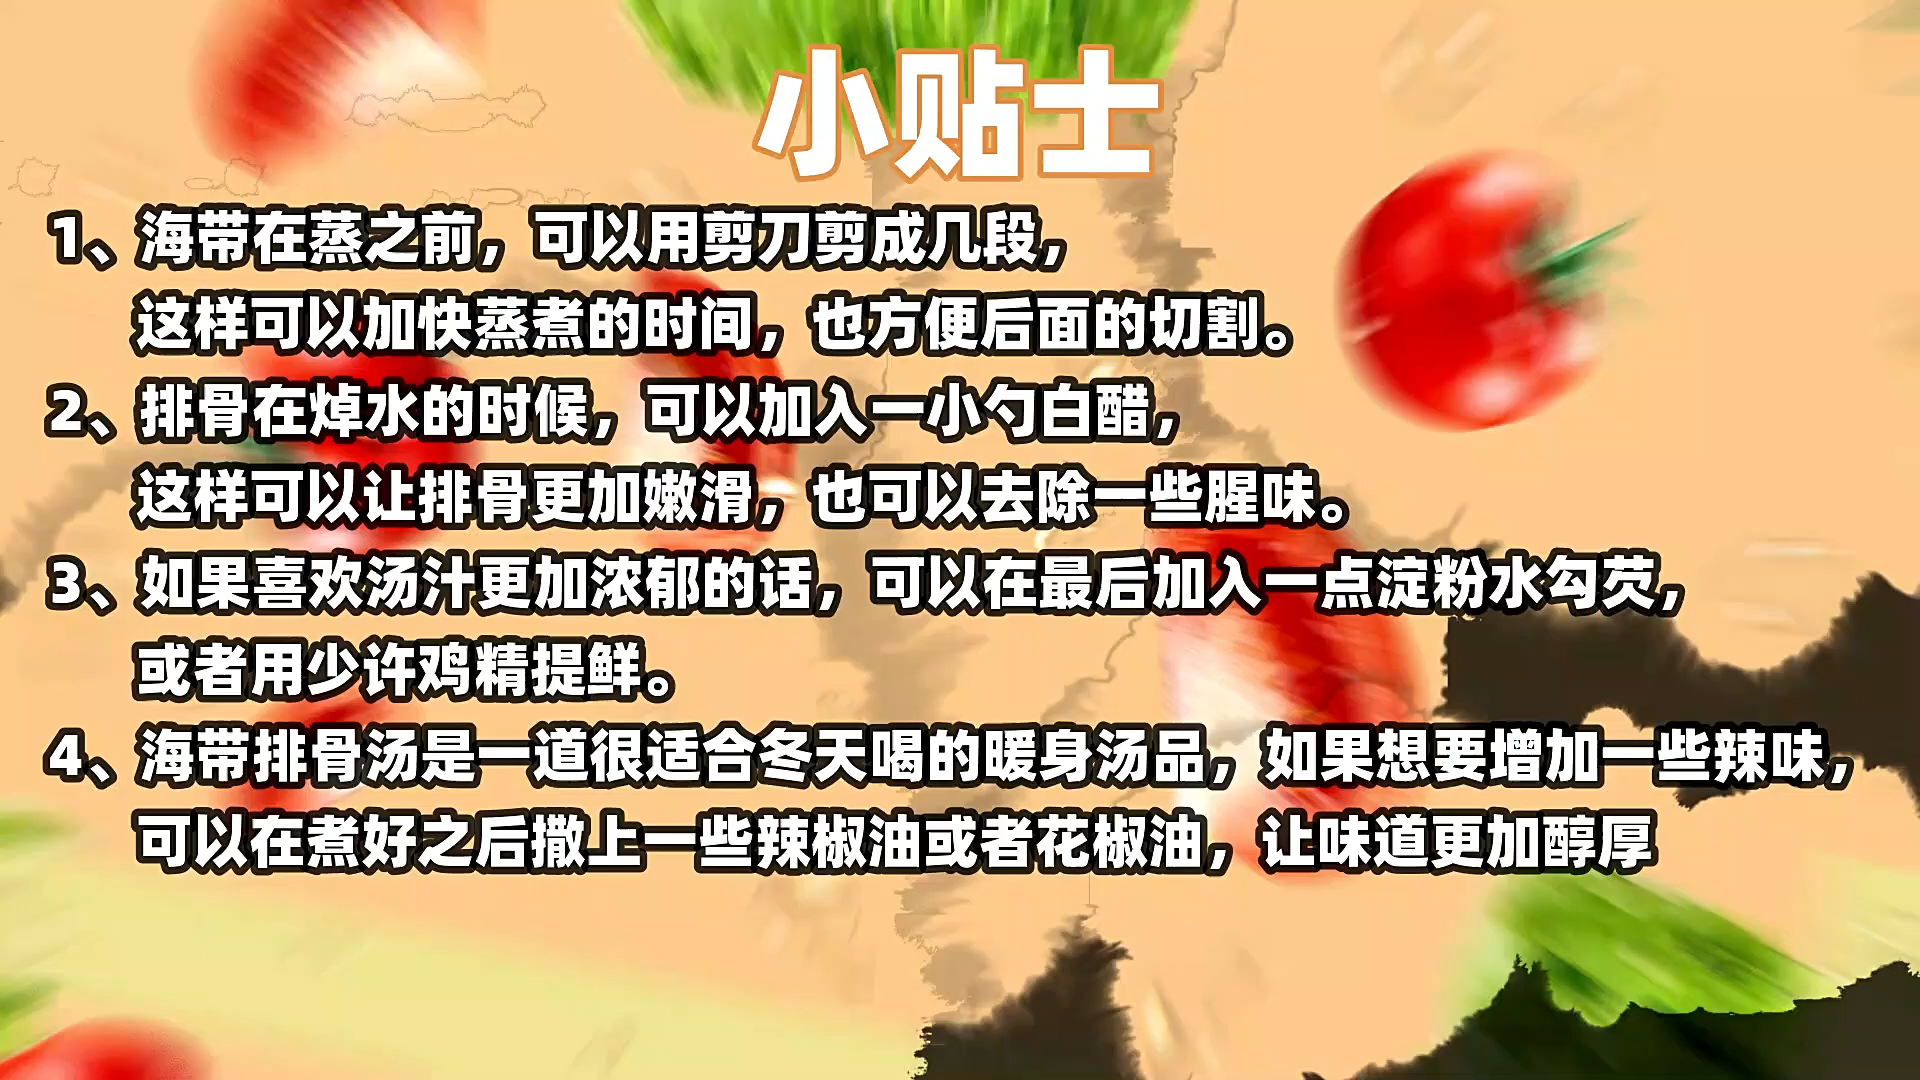 小贴士
1、海带在蒸之前，可以用剪刀剪成几段，
这样可以加快蒸煮的时间，也方便后面的切割。
2、排骨在焯水的时候，可以加入一小勺白醋，
这样可以让排骨更加嫩滑，也可以去除一些腥味。
3、如果喜欢汤汁更加浓郁的话，可以在最后加入一点淀粉水勾芡，
或者用少许鸡精提鲜。
4、海带排骨汤是一道很适合冬天喝的暖身汤品，如果想要增加一些辣味，
可以在煮好之后撒上一些辣椒油或者花椒油，让味道更加醇厚